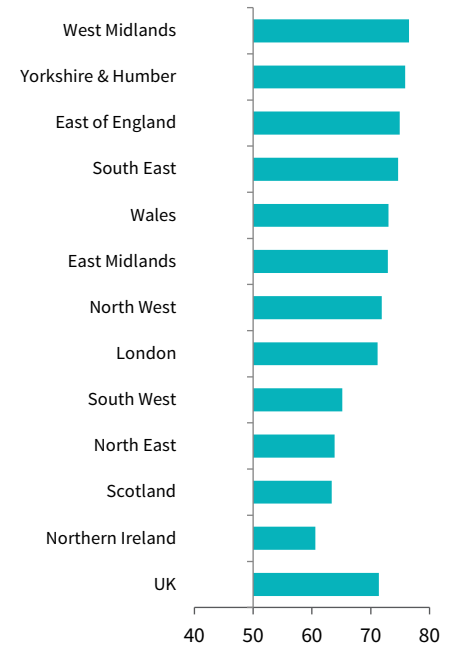 West Midlands
Yorkshire & Humber
East of England
South East
Wales
East Midlands
North West
London
South West
North East
Scotland
Northern Ireland
UK
40 50 60 70 80